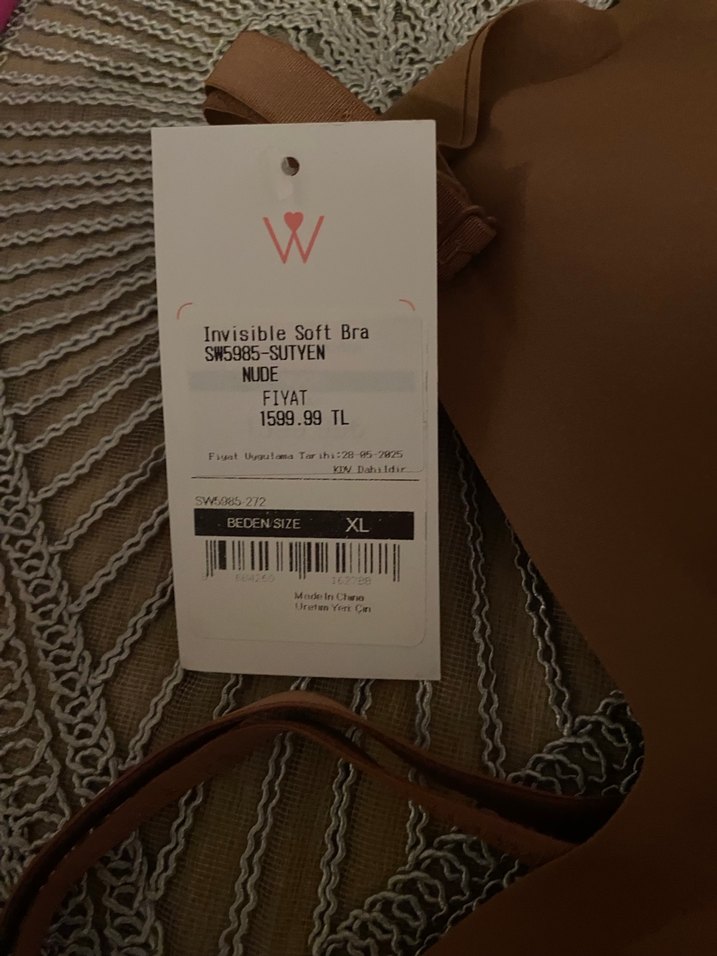 W
Invisible Soft Bra
SW5985-SUTYEN
NUDE
FIYAT
1599.99 TL
Fiyat Uygulama Tarihi:28-05-2025
KDV Dahildir
SW5985-272
BEDEN SIZE XL
Made In China
Üretim Yeri: Çin